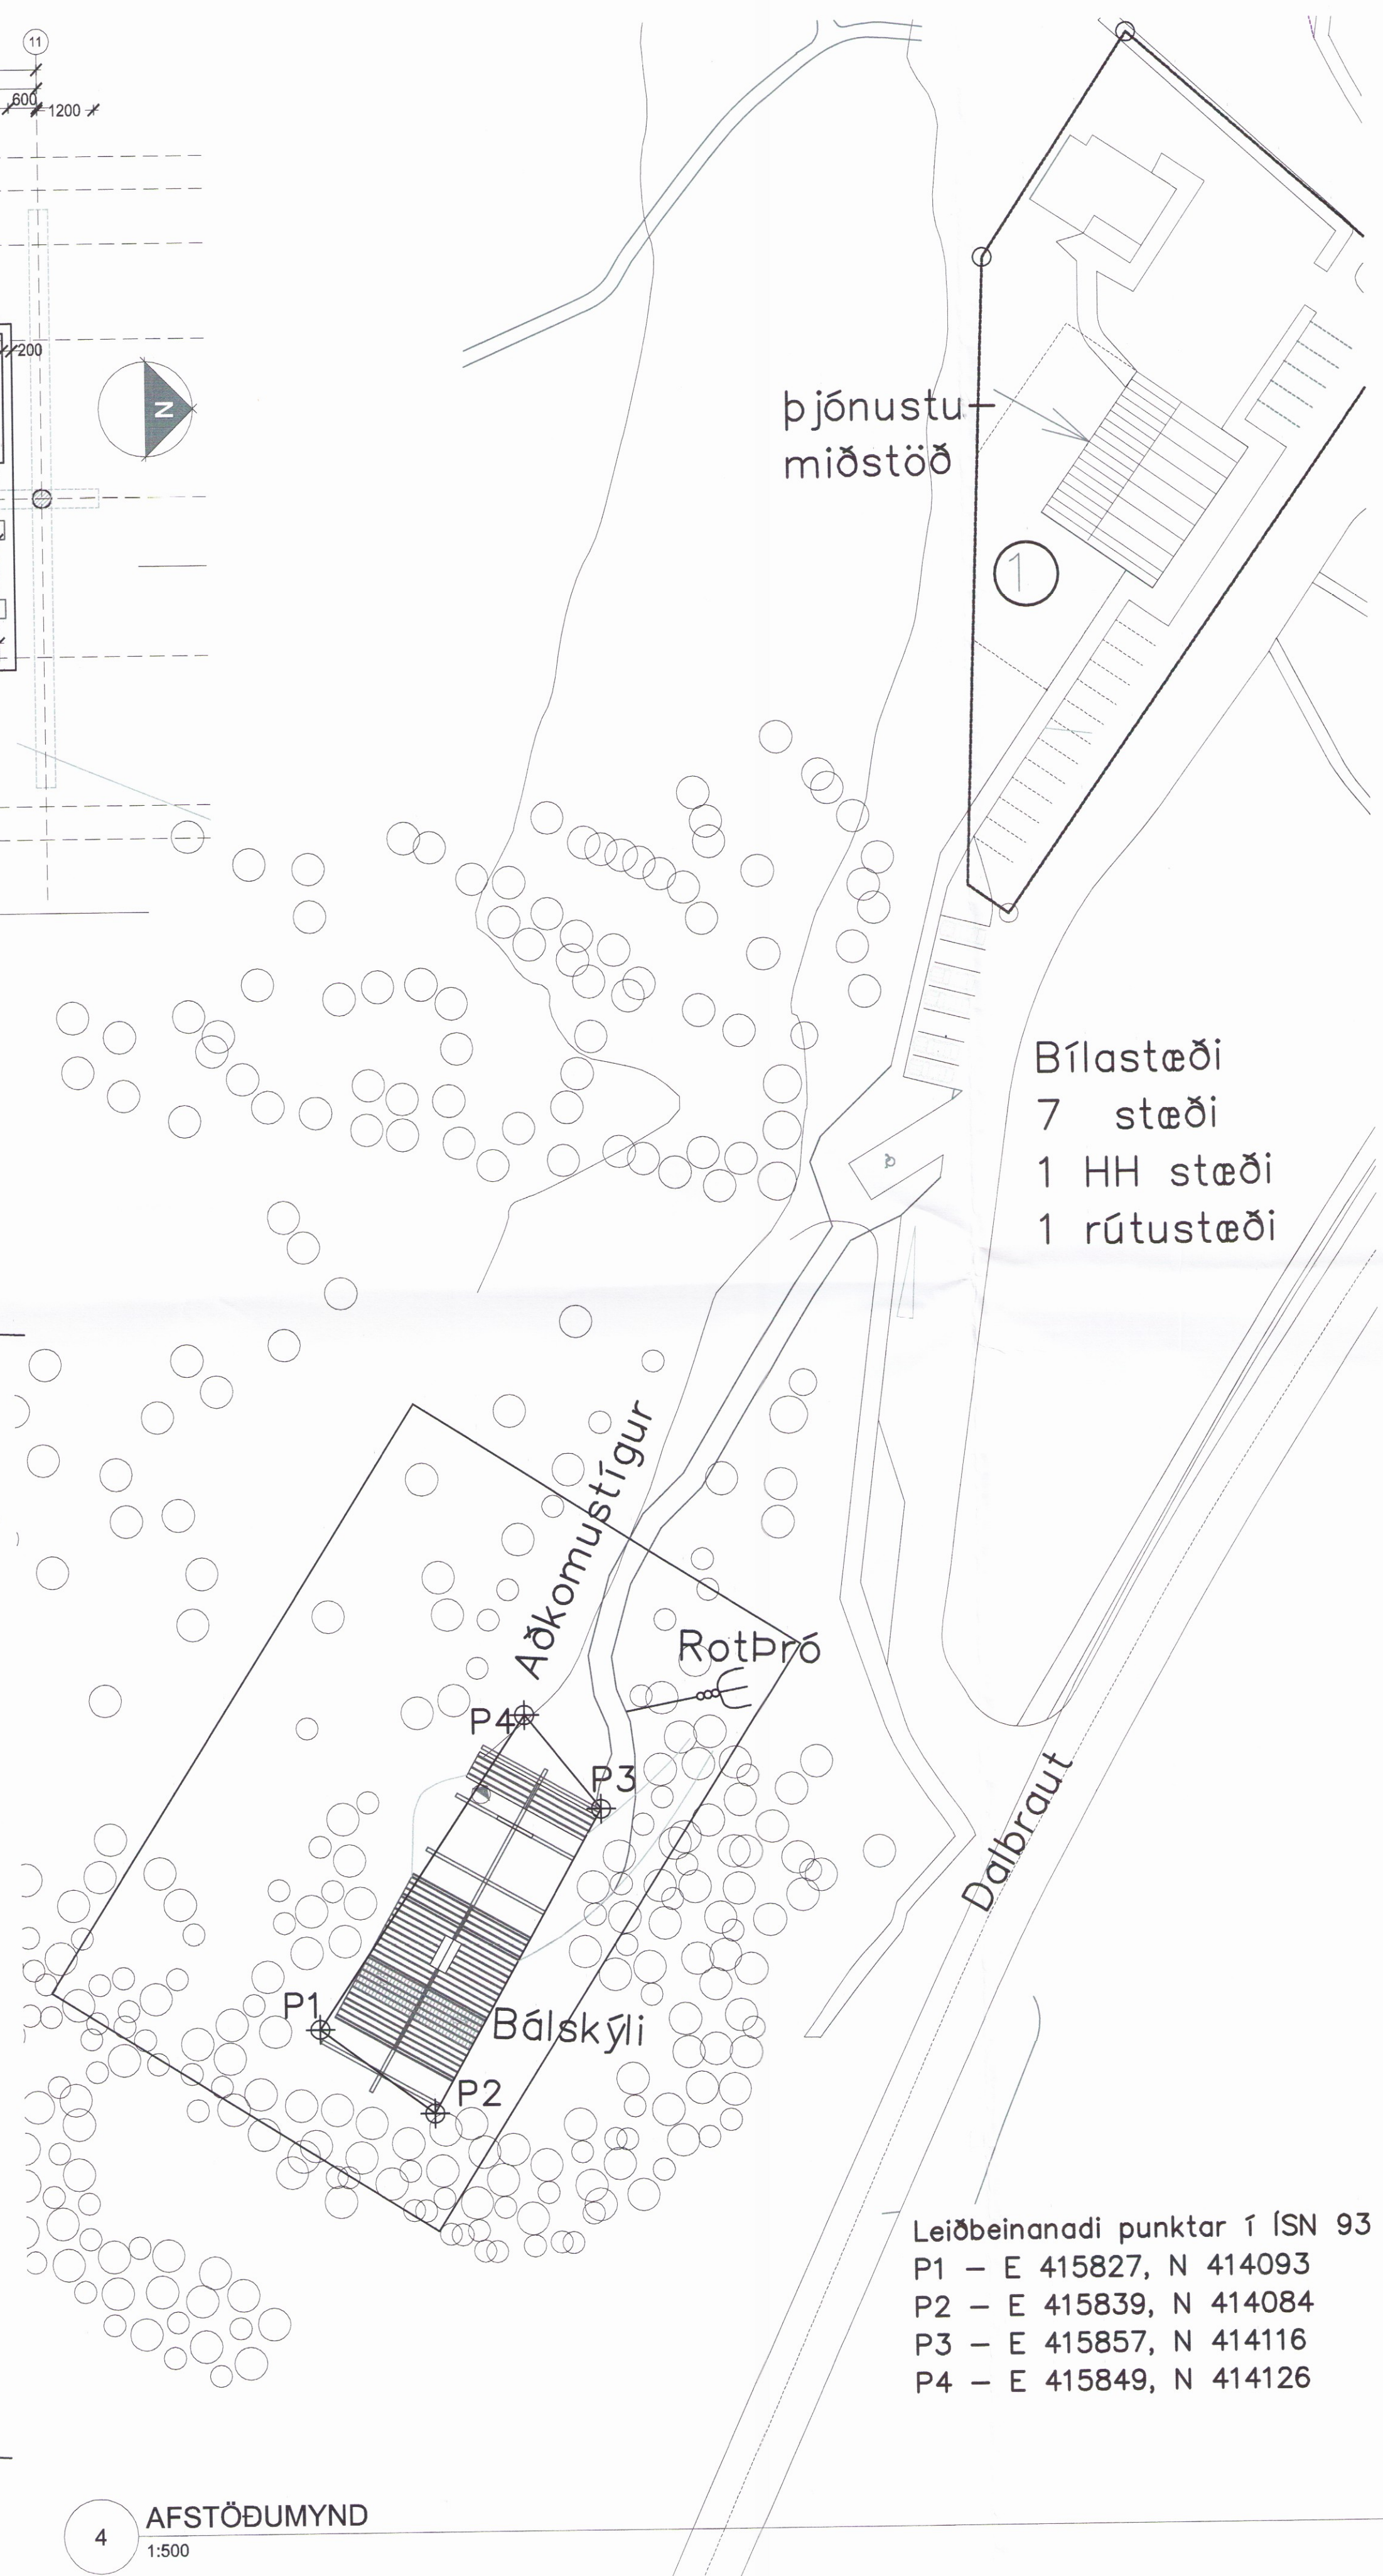 11
600
1200
200
N
þjónustu
miðstöð
1
Bílastæði
7 stæði
1 HH stæði
1 rútustæði
Aðkomustígur
RotÞró
P4
P3
Dalbraut
P1
Bálskýli
P2
Leiðbeinanadi punktar í ÍSN 93
P1 – E 415827, N 414093
P2 – E 415839, N 414084
P3 – E 415857, N 414116
P4 – E 415849, N 414126
4 AFSTÖÐUMYND
1:500